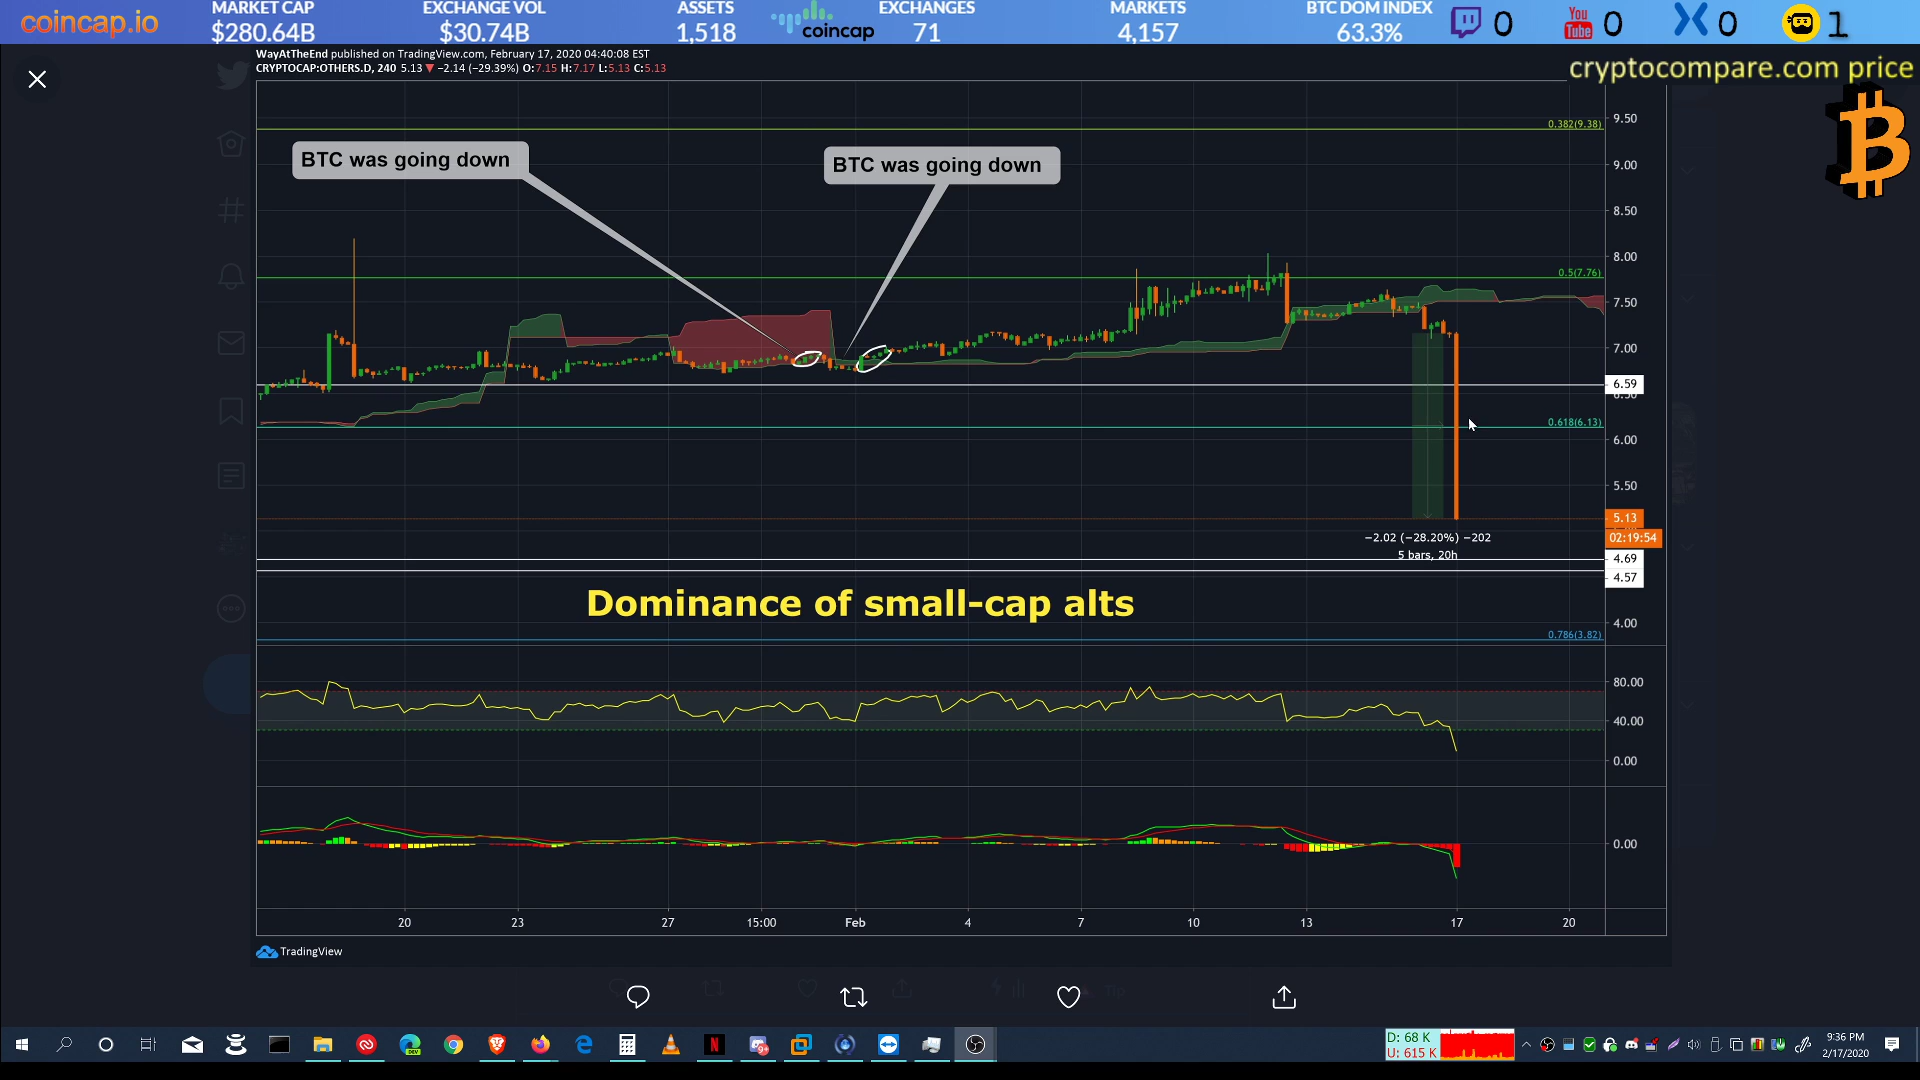 coincap.io
MARKET CAP EXCHANGE VOL ASSETS EXCHANGES MARKETS BTC DOM INDEX
$280.64B $30.74B 1,518 coincap 71 4,157 63.3%
You Tube
0 0 0 1
WayAtTheEnd published on TradingView.com, February 17, 2020 04:40:08 EST
CRYPTOCAP:OTHERS.D, 240 5.13 ▼ −2.14 (−29.39%) O:7.15 H:7.17 L:5.13 C:5.13
cryptocompare.com price
0.382(9.38)
9.50
BTC was going down
BTC was going down
9.00
8.50
8.00
0.5(7.76)
7.50
7.00
6.59
6.50
0.618(6.13)
6.00
5.50
5.13
−2.02 (−28.20%) −202
02:19:54
5 bars, 20h
4.69
4.57
Dominance of small-cap alts
4.00
0.786(3.82)
80.00
40.00
0.00
0.00
20 23 27 15:00 Feb 4 7 10 13 17 20
TradingView
Tip
DEV
D: 68 K
U: 615 K
9:36 PM
2/17/2020